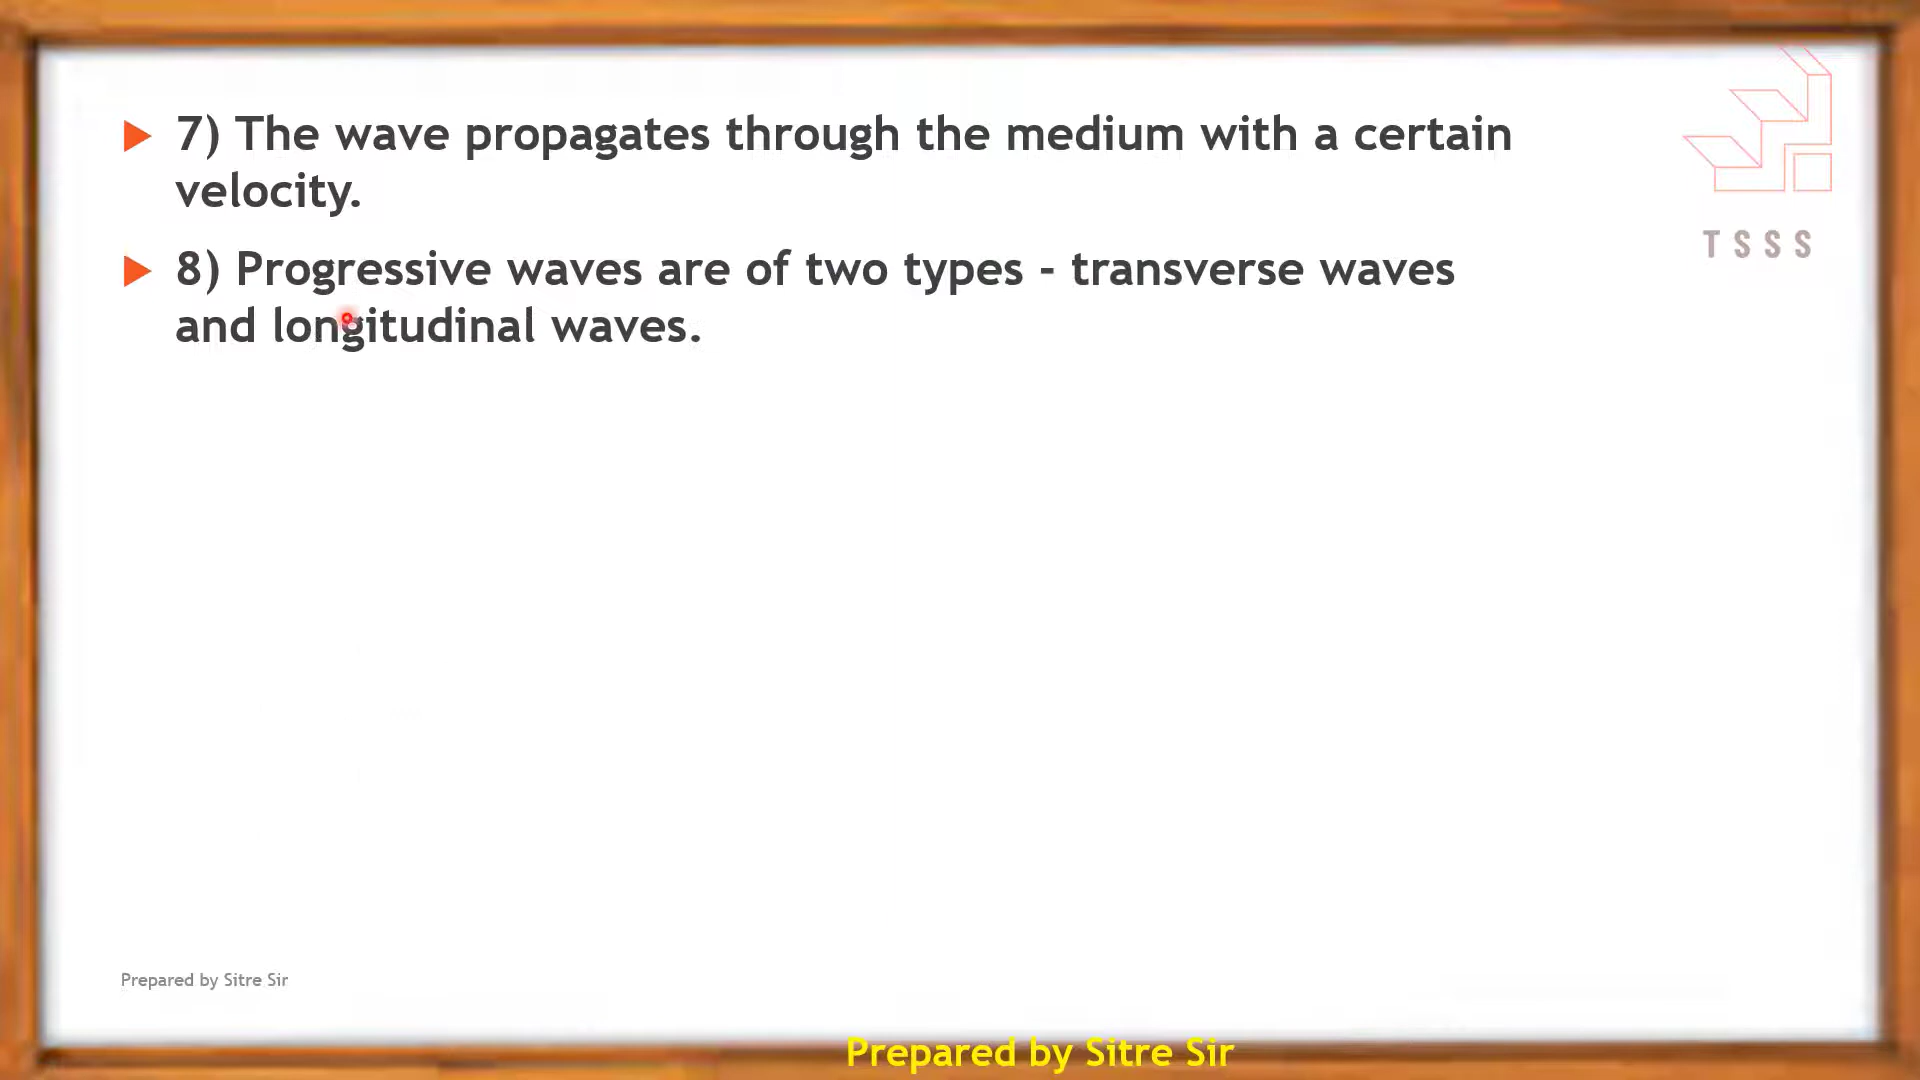 7) The wave propagates through the medium with a certain
velocity.
8) Progressive waves are of two types - transverse waves
and longitudinal waves.
TSSS
Prepared by Sitre Sir
Prepared by Sitre Sir